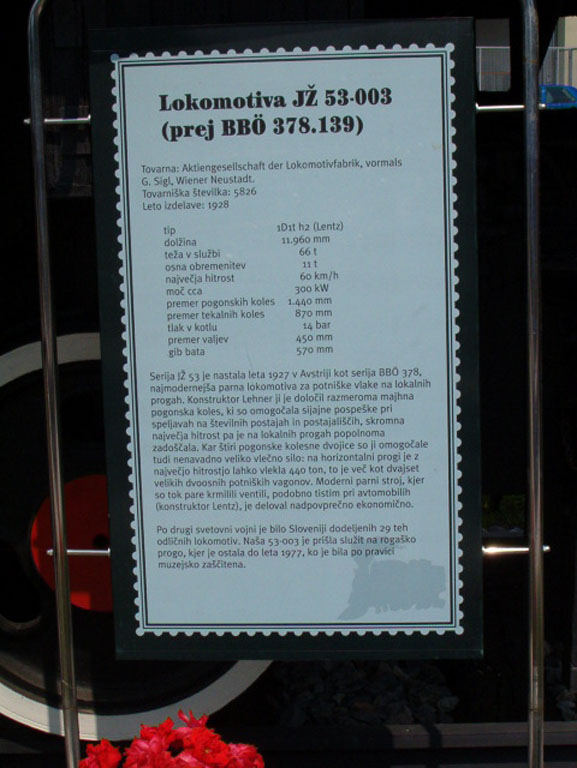 Lokomotiva JŽ 53-003
(prej BBÖ 378.139)
Tovarna: Aktiengesellschaft der Lokomotivfabrik, vormals
G. Sigl, Wiener Neustadt.
Tovarniška številka: 5826
Leto izdelave: 1928
tip 1D1t h2 (Lentz)
dolžina 11.960 mm
teža v službi 66 t
osna obremenitev 11 t
največja hitrost 60 km/h
moč cca 300 kW
premer pogonskih koles 1.440 mm
premer tekalnih koles 870 mm
tlak v kotlu 14 bar
premer valjev 450 mm
gib bata 570 mm
Serija JŽ 53 je nastala leta 1927 v Avstriji kot serija BBÖ 378,
najmodernejša parna lokomotiva za potniške vlake na lokalnih
progah. Konstruktor Lehner ji je določil razmeroma majhna
pogonska koles, ki so omogočala sijajne pospeške pri
speljavah na številnih postajah in postajališčih, skromna
največja hitrost pa je na lokalnih progah popolnoma
zadoščala. Kar štiri pogonske kolesne dvojice so ji omogočale
tudi nenavadno veliko vlečno silo: na horizontalni progi je z
največjo hitrostjo lahko vlekla 440 ton, to je več kot dvajset
velikih dvoosnih potniških vagonov. Moderni parni stroj, kjer
so tok pare krmilili ventili, podobno tistim pri avtomobilih
(konstruktor Lentz), je deloval nadpovprečno ekonomično.
Po drugi svetovni vojni je bilo Sloveniji dodeljenih 29 teh
odličnih lokomotiv. Naša 53-003 je prišla služit na rogaško
progo, kjer je ostala do leta 1977, ko je bila po pravici
muzejsko zaščitena.